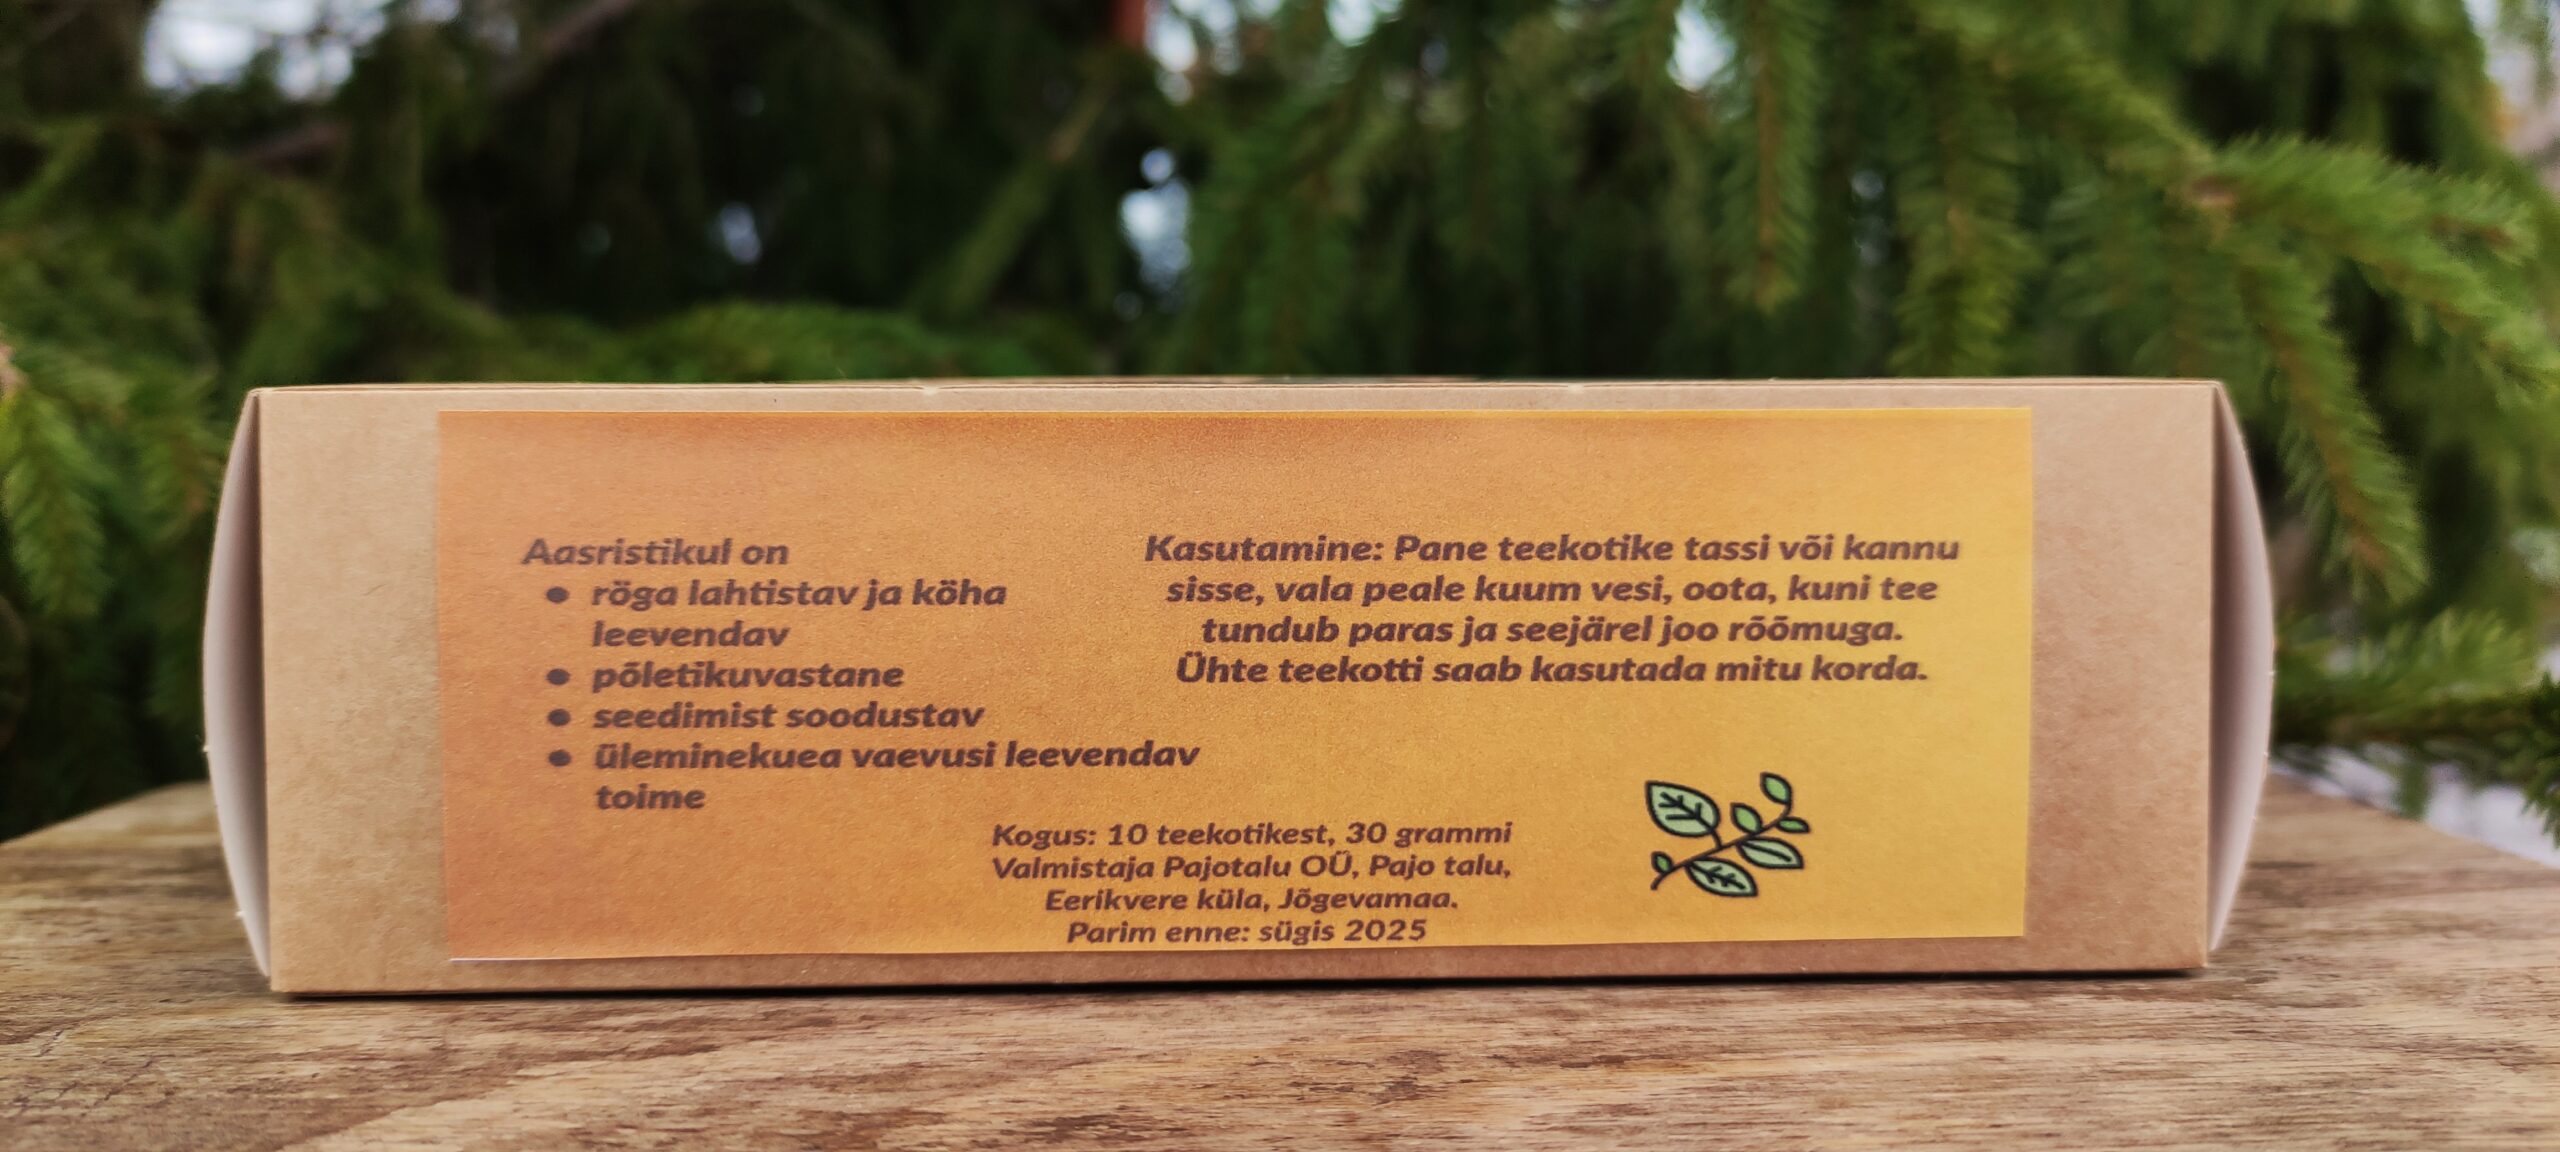 Aasristikul on
• röga lahtistav ja köha
leevendav
• põletikuvastane
• seedimist soodustav
• üleminekuea vaevusi leevendav
toime
Kasutamine: Pane teekotike tassi või kannu
sisse, vala peale kuum vesi, oota, kuni tee
tundub paras ja seejärel joo rõõmuga.
Ühte teekotti saab kasutada mitu korda.
Kogus: 10 teekotikest, 30 grammi
Valmistaja Pajotalu OÜ, Pajo talu,
Eerikvere küla, Jõgevamaa.
Parim enne: sügis 2025